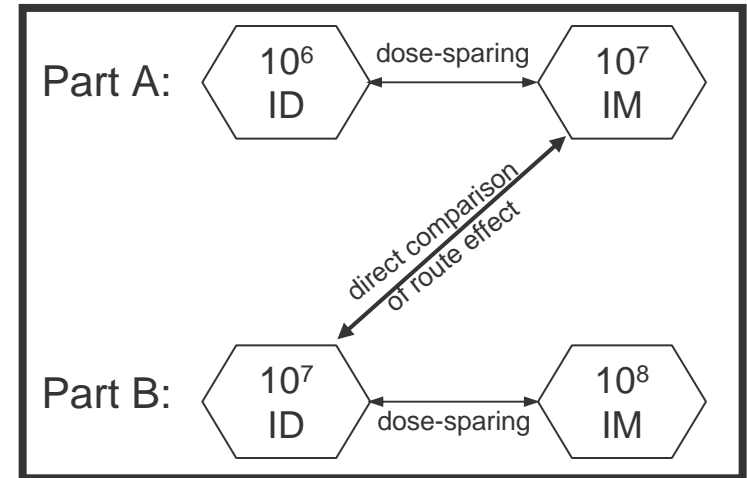 Part A:
10⁶
ID
dose-sparing
10⁷
IM
direct comparison
of route effect
Part B:
10⁷
ID
dose-sparing
10⁸
IM